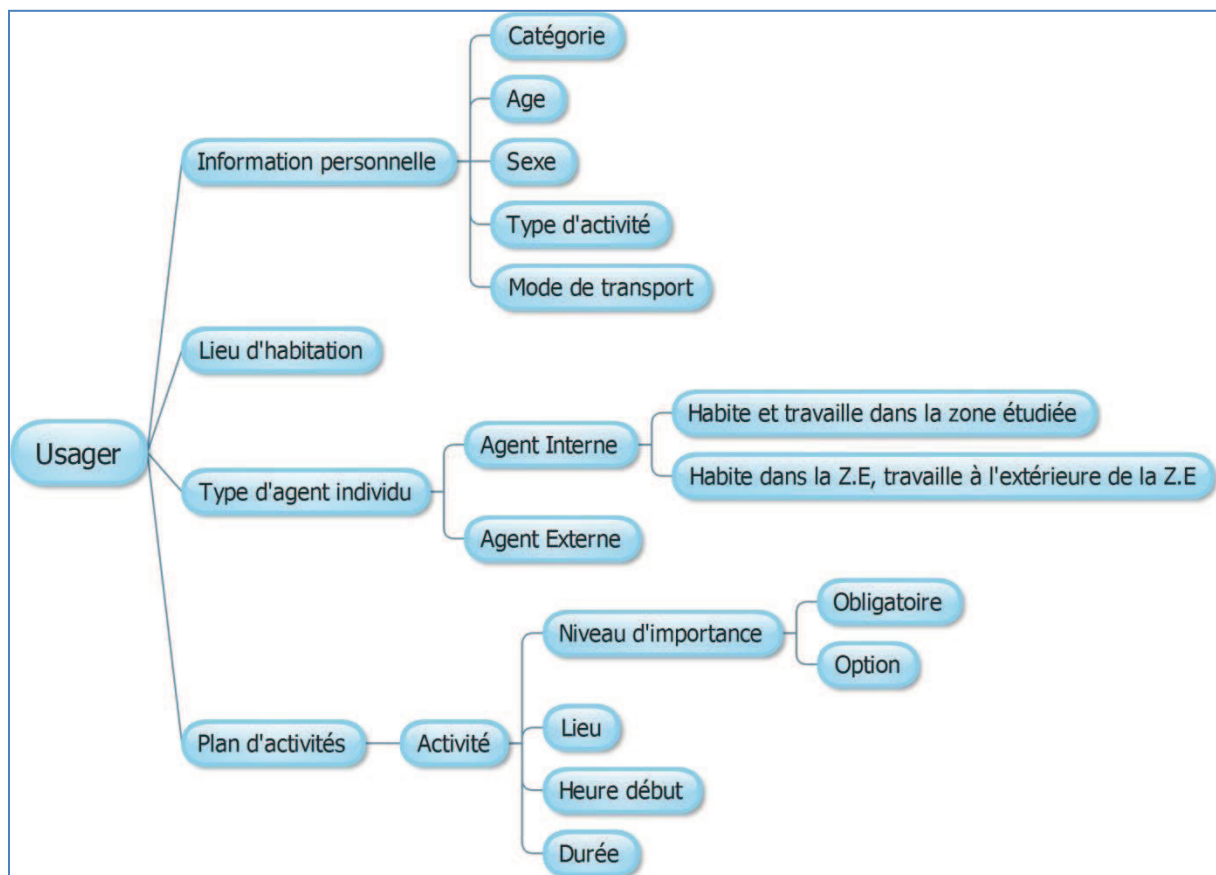 Usager
Information personnelle
Catégorie
Age
Sexe
Type d'activité
Mode de transport
Lieu d'habitation
Type d'agent individu
Agent Interne
Habite et travaille dans la zone étudiée
Habite dans la Z.E, travaille à l'extérieure de la Z.E
Agent Externe
Plan d'activités
Activité
Niveau d'importance
Obligatoire
Option
Lieu
Heure début
Durée